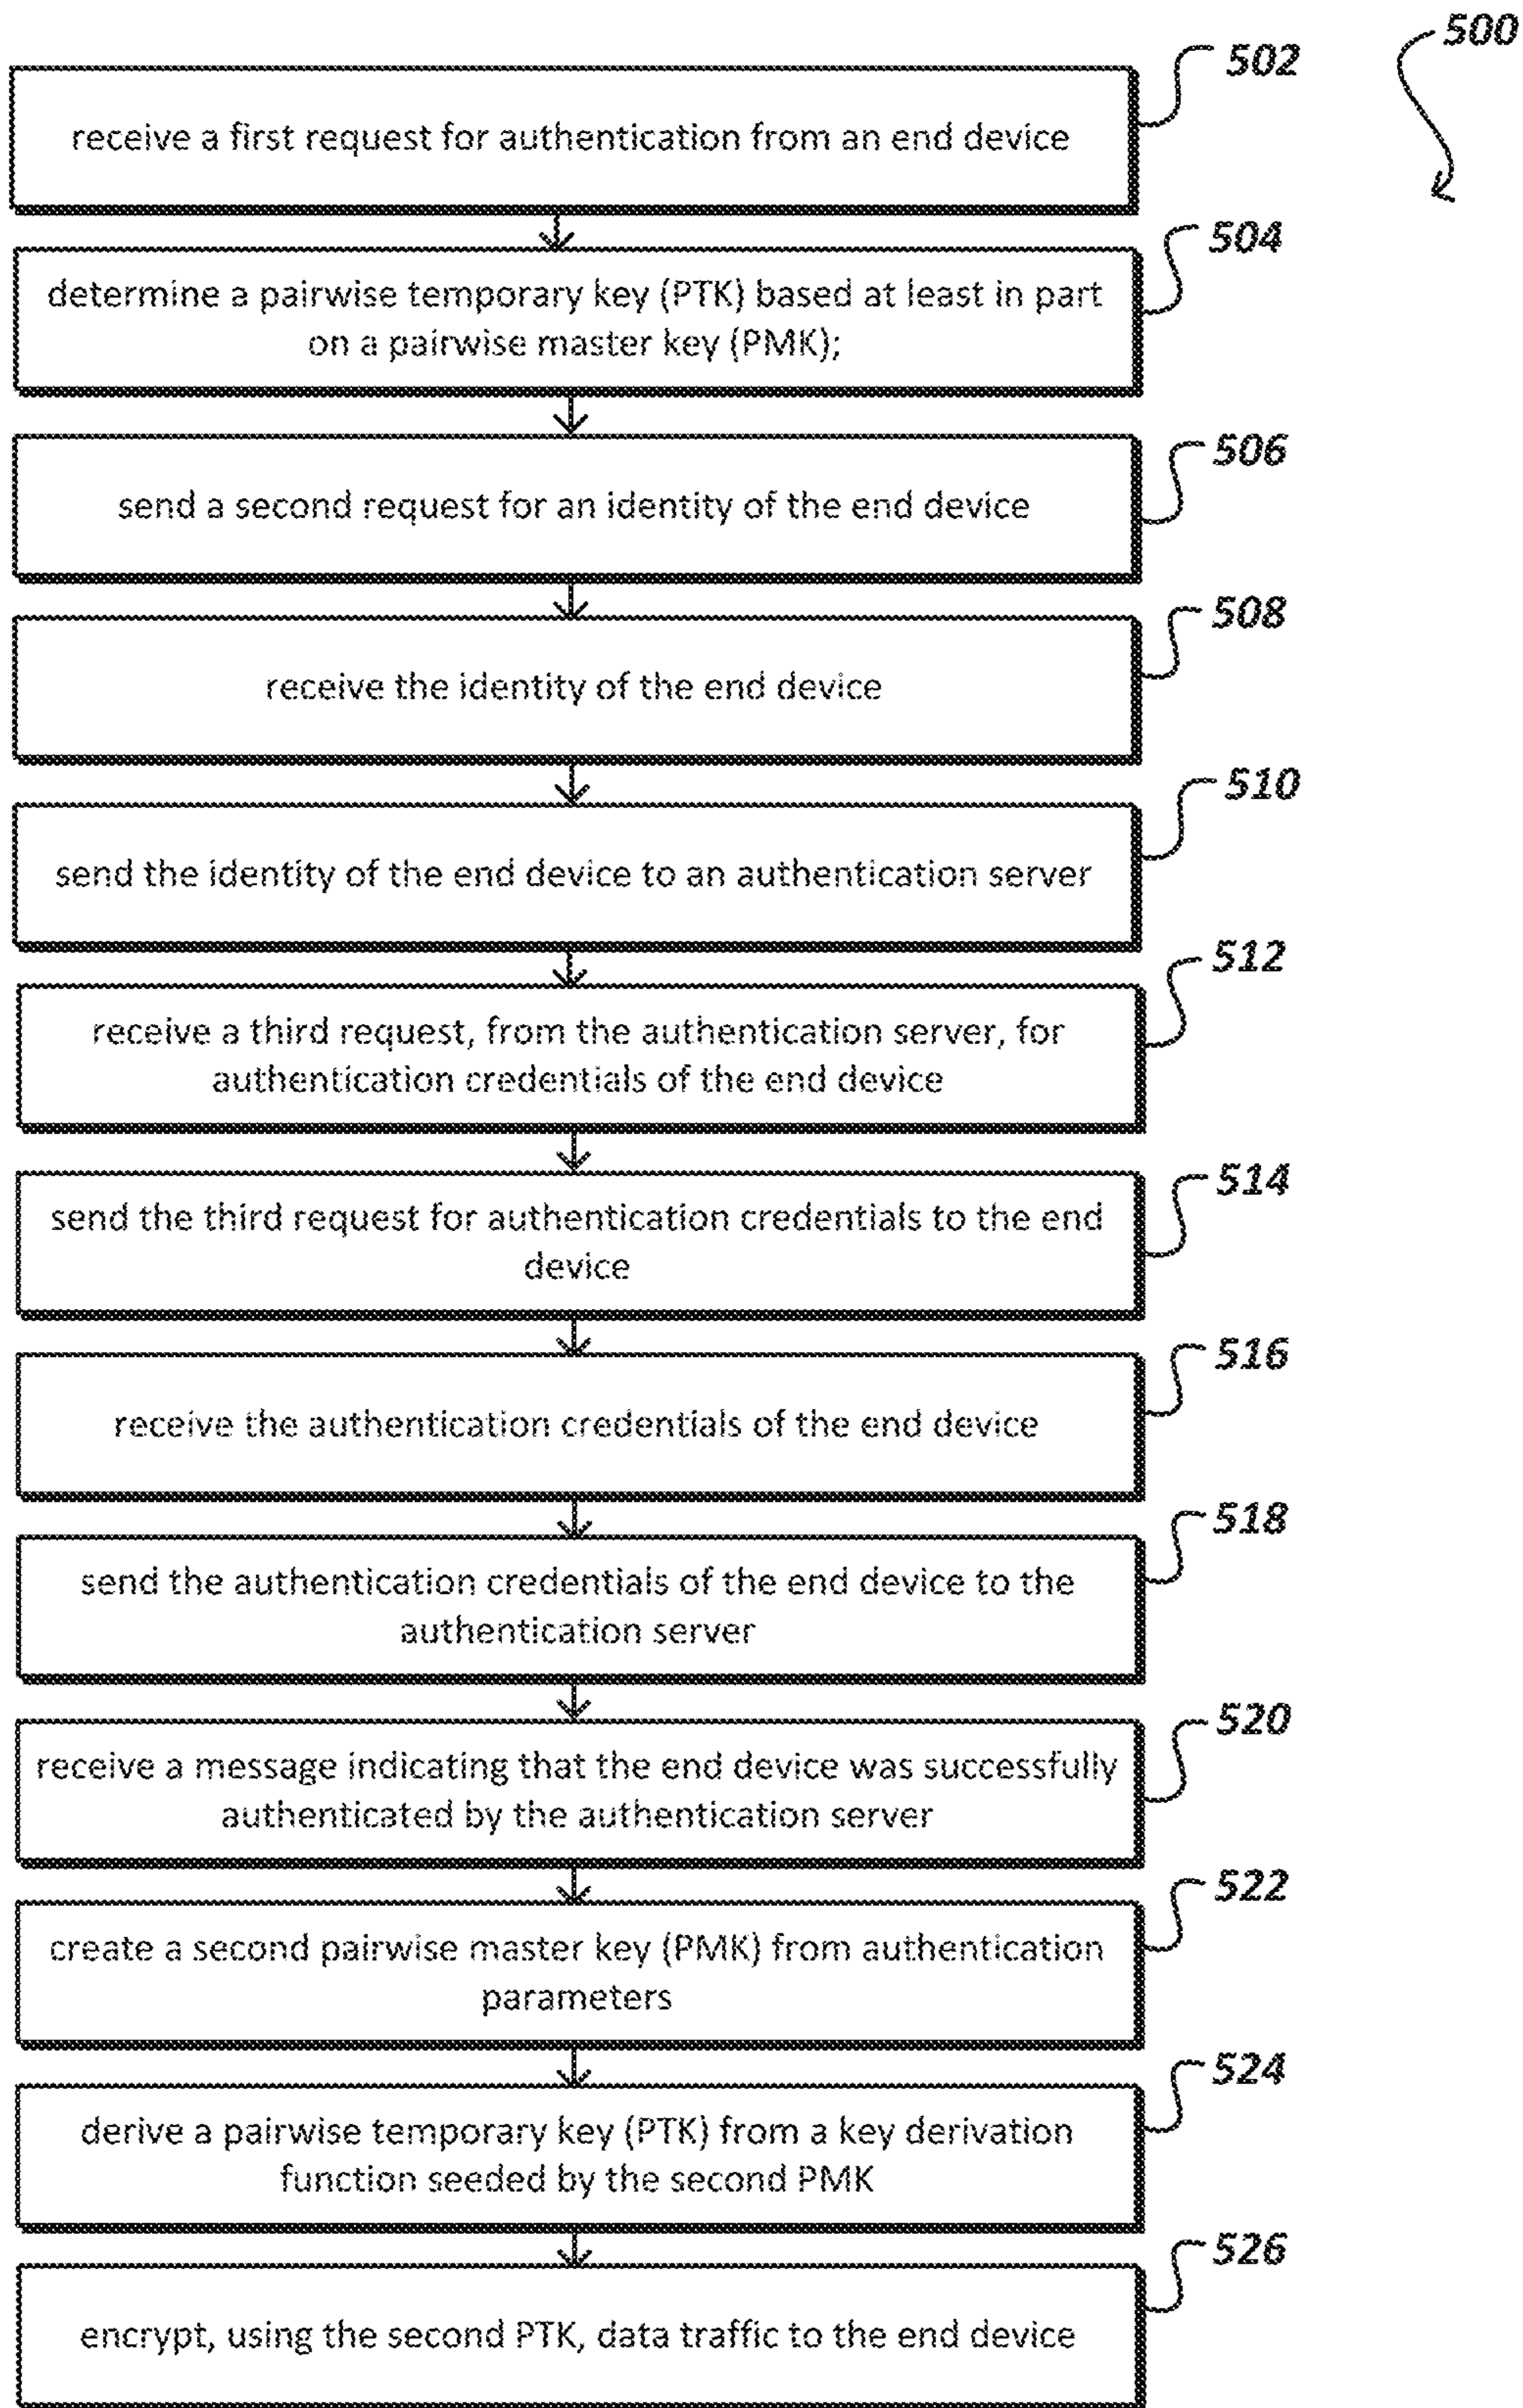 500
502
receive a first request for authentication from an end device
504
determine a pairwise temporary key (PTK) based at least in part
on a pairwise master key (PMK);
506
send a second request for an identity of the end device
508
receive the identity of the end device
510
send the identity of the end device to an authentication server
512
receive a third request, from the authentication server, for
authentication credentials of the end device
514
send the third request for authentication credentials to the end
device
516
receive the authentication credentials of the end device
518
send the authentication credentials of the end device to the
authentication server
520
receive a message indicating that the end device was successfully
authenticated by the authentication server
522
create a second pairwise master key (PMK) from authentication
parameters
524
derive a pairwise temporary key (PTK) from a key derivation
function seeded by the second PMK
526
encrypt, using the second PTK, data traffic to the end device